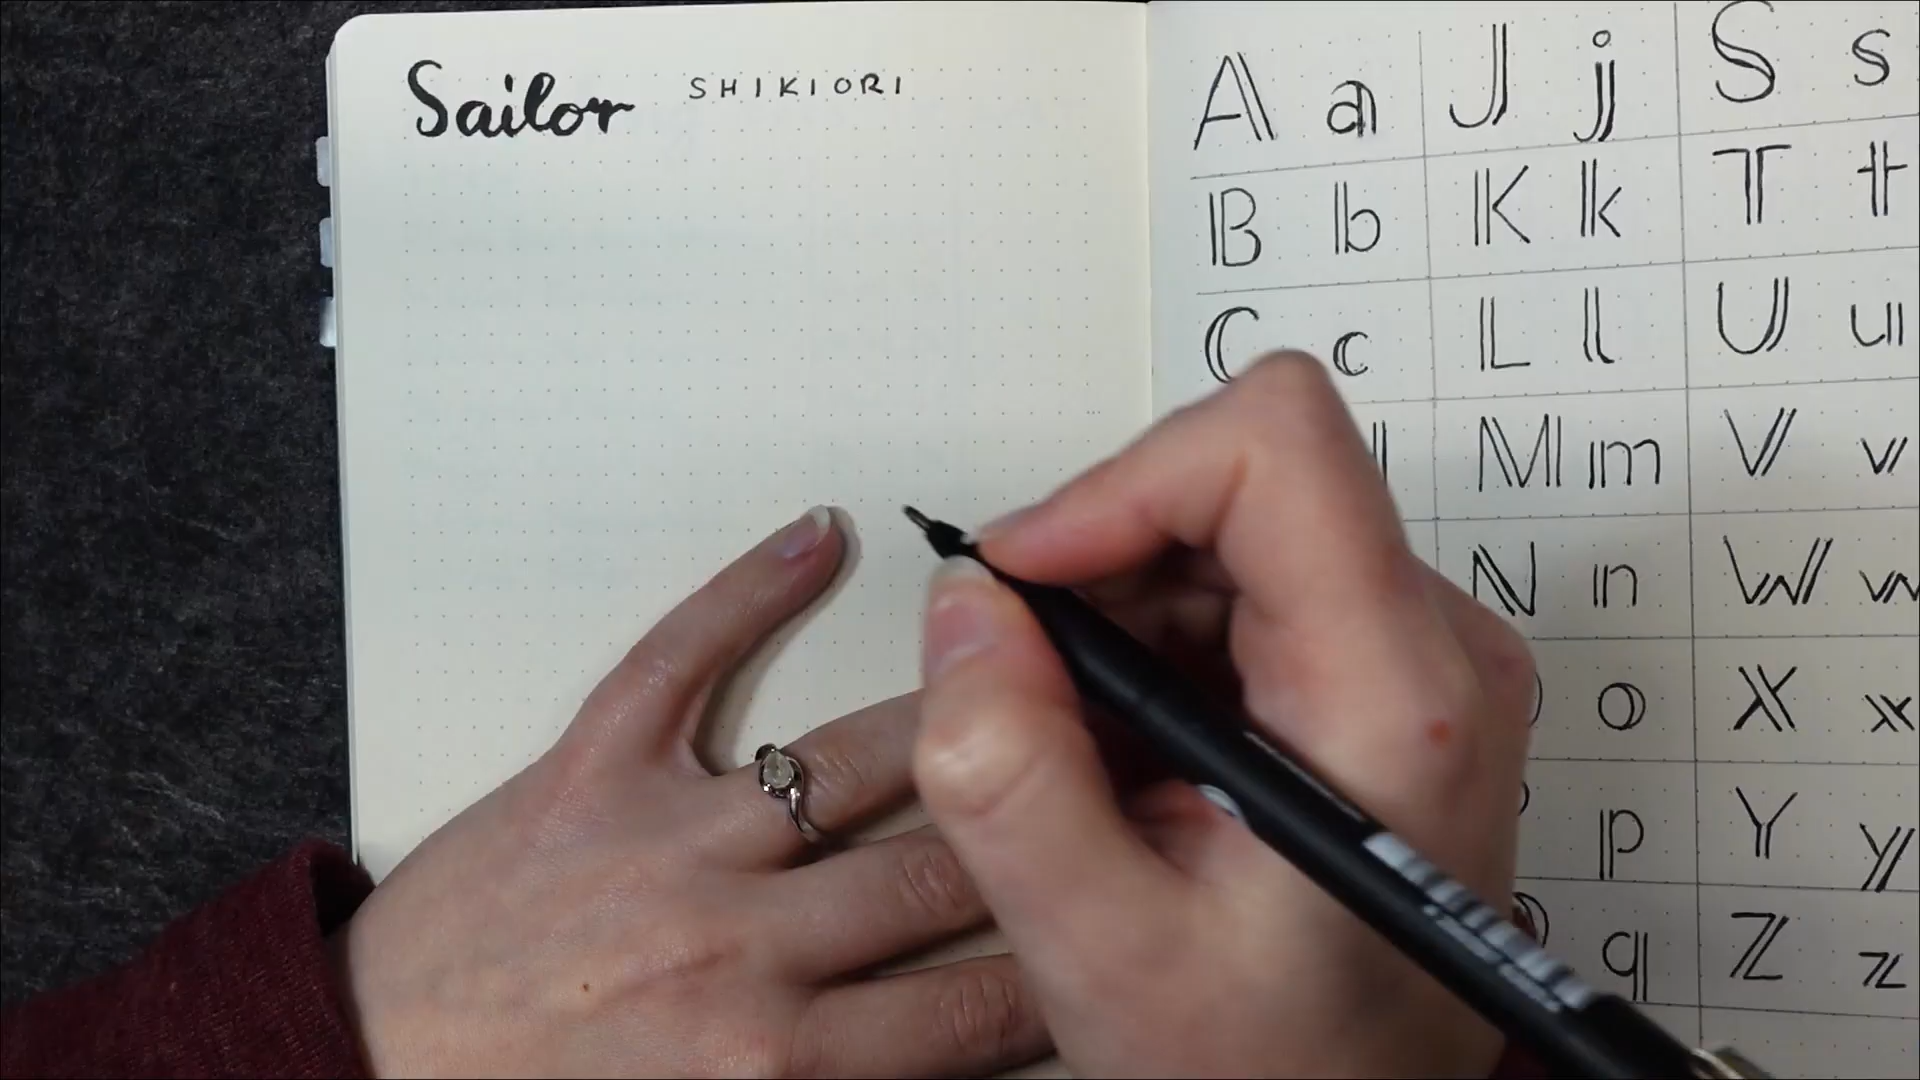 Sailor SHIKIORI
A a J j S s
B b K k T t
C c L l U u
M m V v
N n W w
o X x
p Y y
q Z z